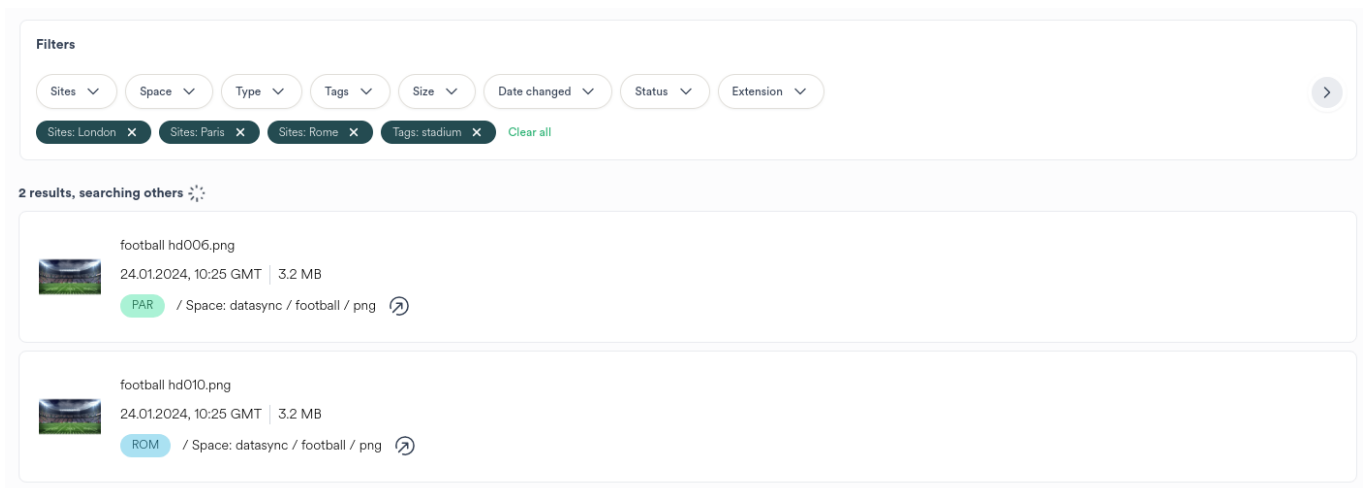 Filters
Sites Space Type Tags Size Date changed Status Extension
Sites: London Sites: Paris Sites: Rome Tags: stadium Clear all
2 results, searching others
football hd006.png
24.01.2024, 10:25 GMT 3.2 MB
PAR / Space: datasync / football / png
football hd010.png
24.01.2024, 10:25 GMT 3.2 MB
ROM / Space: datasync / football / png